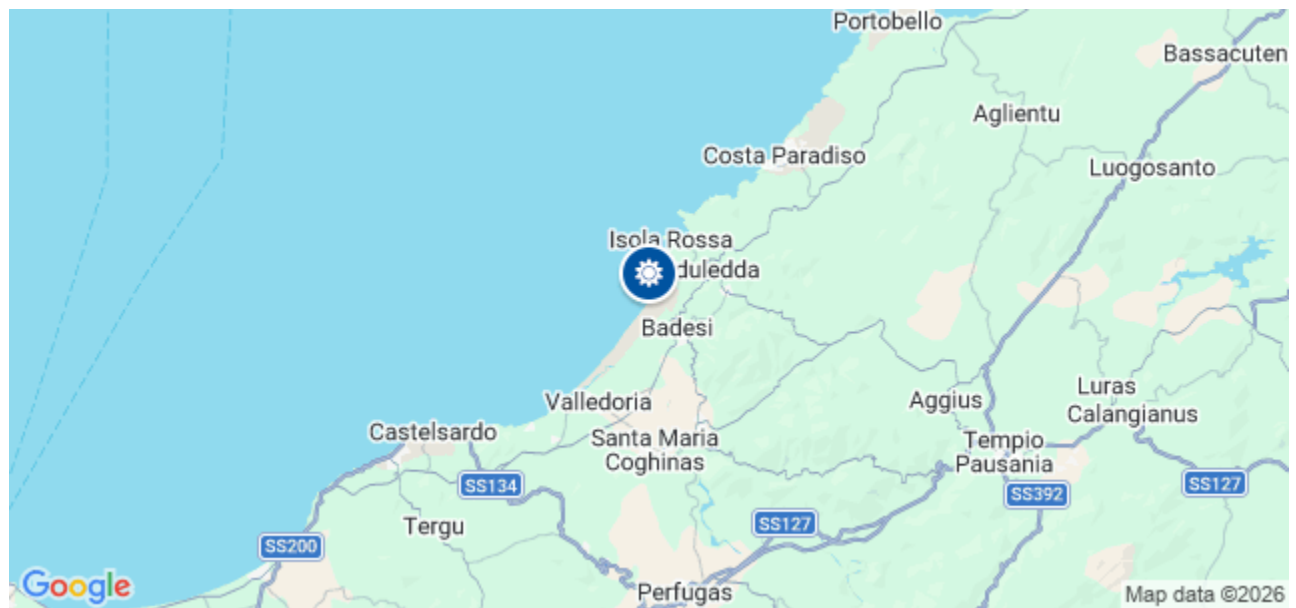 Portobello
Bassacuten
Aglientu
Costa Paradiso
Luogosanto
Isola Rossa
duledda
Badesi
Luras
Aggius
Valledoria
Calangianus
Castelsardo
Santa Maria
Coghinas
Tempio
Pausania
SS134
SS127
SS392
SS127
Tergu
SS200
Perfugas
Google
Map data ©2026